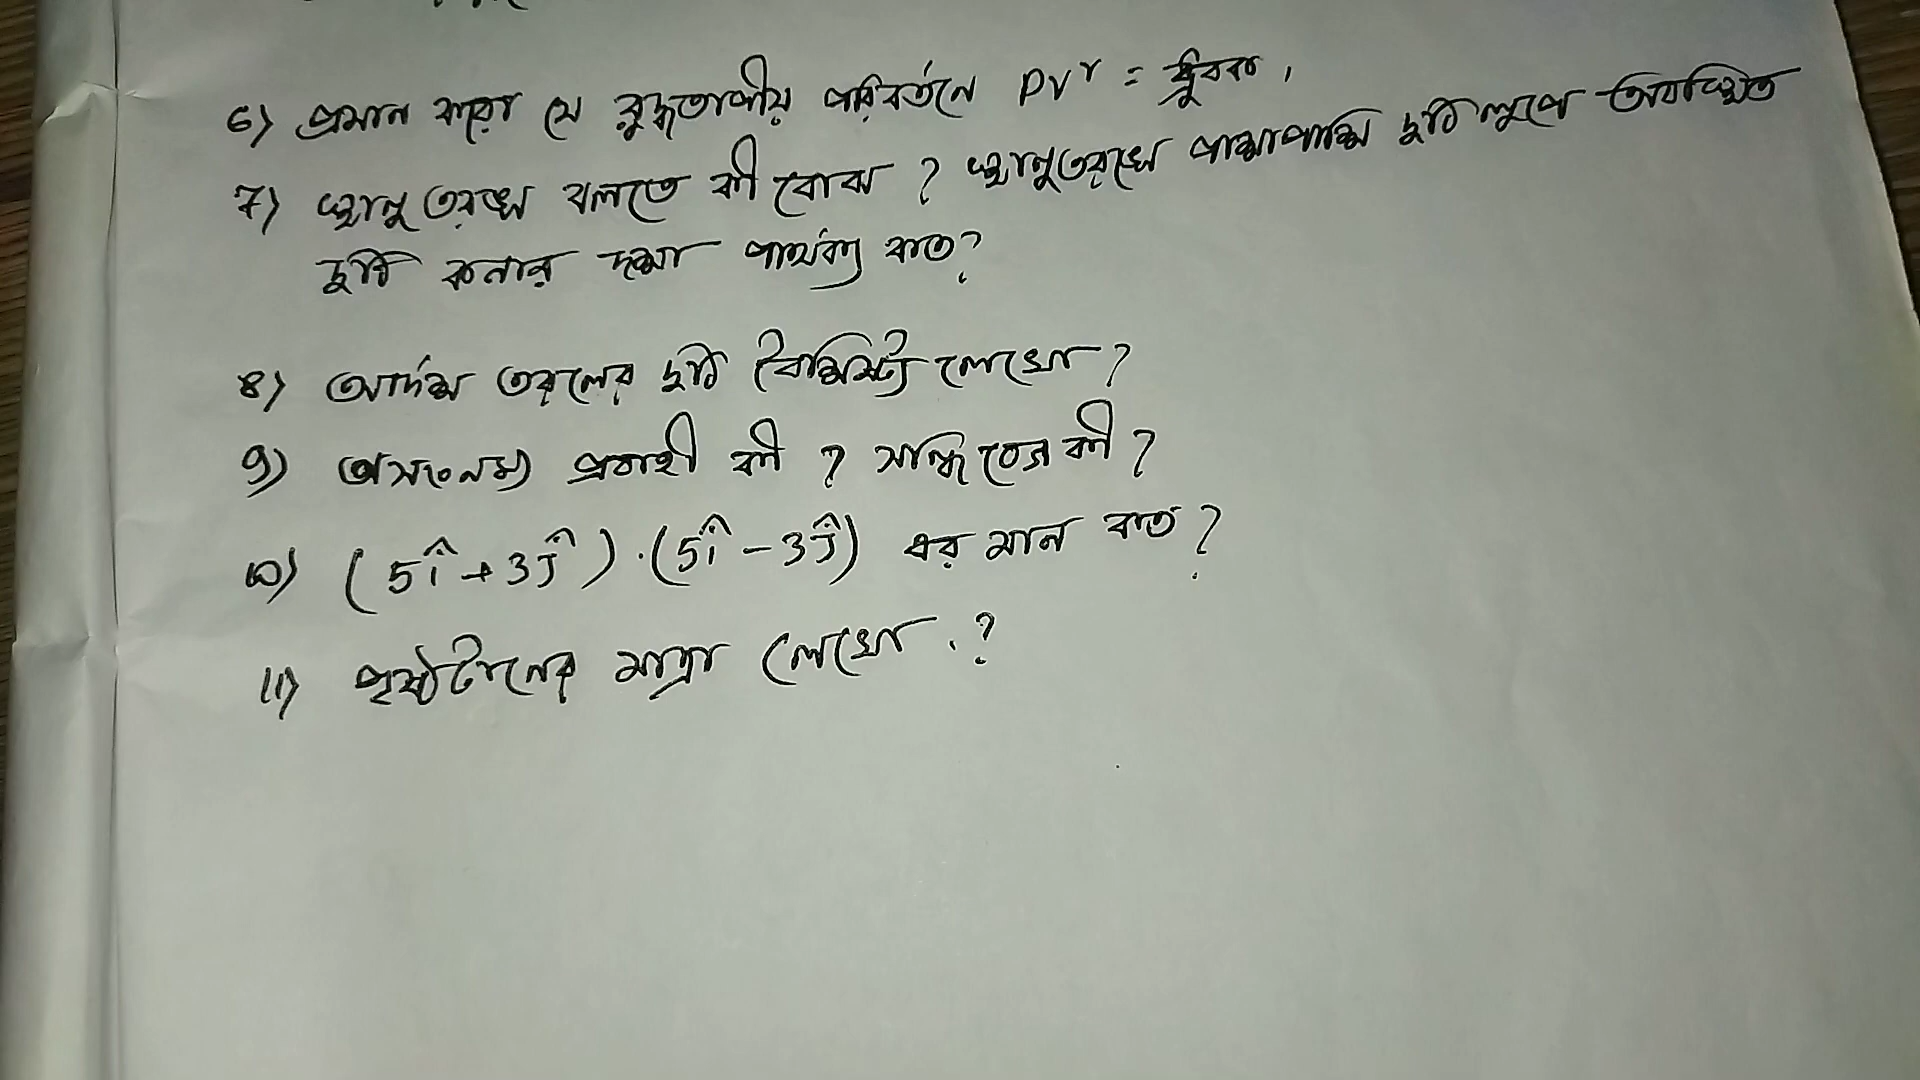 6) প্রমান করো যে রুদ্ধতাপীয় পরিবর্তনে PV^γ = ধ্রুবক,
7) স্থানু তরঙ্গ বলতে কী বোঝ? স্থানুতরঙ্গে পাশাপাশি দুটি লুপে অবস্থিত
দুটি কনার দশা পার্থক্য কত?
8) আদর্শ তরলের দুটি বৈশিষ্ট্য লেখো?
9) অসংনম্য প্রবাহী কী? সন্ধি বেগ কী?
10) (5î + 3ĵ) · (5î - 3ĵ) এর মান কত?
11) পৃষ্ঠটানের মাত্রা লেখো.?